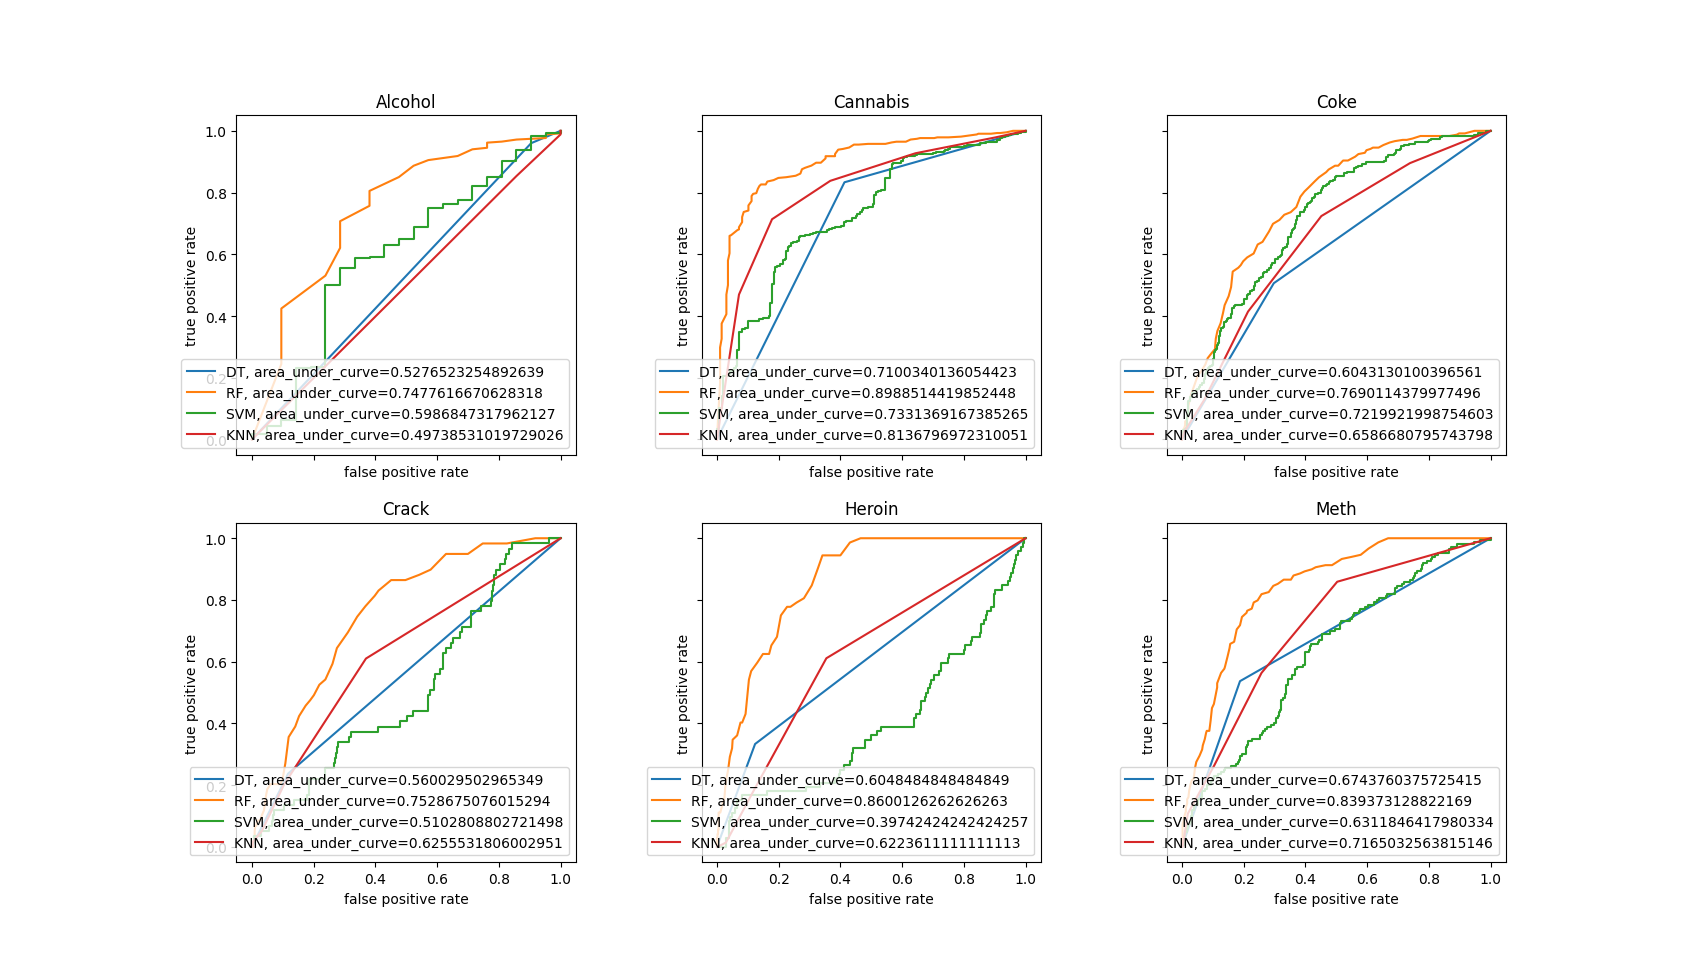 Alcohol
true positive rate
1.0
0.8
0.6
0.4
0.2
0.0
DT, area_under_curve=0.5276523254892639
RF, area_under_curve=0.7477616670628318
SVM, area_under_curve=0.5986847317962127
KNN, area_under_curve=0.49738531019729026
false positive rate
Cannabis
true positive rate
DT, area_under_curve=0.7100340136054423
RF, area_under_curve=0.8988514419852448
SVM, area_under_curve=0.7331369167385265
KNN, area_under_curve=0.8136796972310051
false positive rate
Coke
true positive rate
DT, area_under_curve=0.6043130100396561
RF, area_under_curve=0.7690114379977496
SVM, area_under_curve=0.7219921998754603
KNN, area_under_curve=0.6586680795743798
false positive rate
Crack
true positive rate
1.0
0.8
0.6
0.4
0.2
0.0
DT, area_under_curve=0.560029502965349
RF, area_under_curve=0.7528675076015294
SVM, area_under_curve=0.5102808802721498
KNN, area_under_curve=0.6255531806002951
0.0 0.2 0.4 0.6 0.8 1.0
false positive rate
Heroin
true positive rate
DT, area_under_curve=0.6048484848484849
RF, area_under_curve=0.8600126262626263
SVM, area_under_curve=0.39742424242424257
KNN, area_under_curve=0.6223611111111113
0.0 0.2 0.4 0.6 0.8 1.0
false positive rate
Meth
true positive rate
DT, area_under_curve=0.6743760375725415
RF, area_under_curve=0.839373128822169
SVM, area_under_curve=0.6311846417980334
KNN, area_under_curve=0.7165032563815146
0.0 0.2 0.4 0.6 0.8 1.0
false positive rate